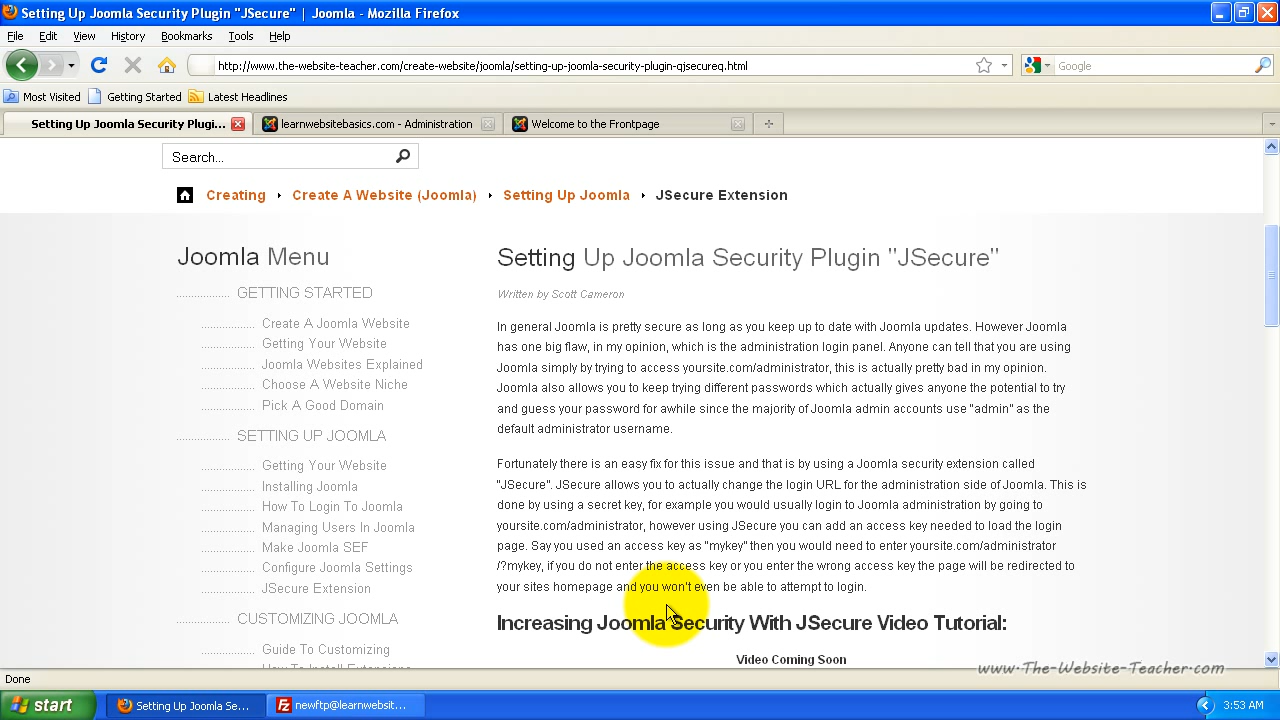 Setting Up Joomla Security Plugin "JSecure" | Joomla - Mozilla Firefox
File Edit View History Bookmarks Tools Help
http://www.the-website-teacher.com/create-website/joomla/setting-up-joomla-security-plugin-qjsecureq.html
Google
Most Visited Getting Started Latest Headlines
Setting Up Joomla Security Plugi... learnwebsitebasics.com - Administration Welcome to the Frontpage
Search...
Creating Create A Website (Joomla) Setting Up Joomla JSecure Extension
Joomla Menu
GETTING STARTED
Create A Joomla Website
Getting Your Website
Joomla Websites Explained
Choose A Website Niche
Pick A Good Domain
SETTING UP JOOMLA
Getting Your Website
Installing Joomla
How To Login To Joomla
Managing Users In Joomla
Make Joomla SEF
Configure Joomla Settings
JSecure Extension
CUSTOMIZING JOOMLA
Guide To Customizing
How To Install Extensions
Setting Up Joomla Security Plugin "JSecure"
Written by Scott Cameron
In general Joomla is pretty secure as long as you keep up to date with Joomla updates. However Joomla
has one big flaw, in my opinion, which is the administration login panel. Anyone can tell that you are using
Joomla simply by trying to access yoursite.com/administrator, this is actually pretty bad in my opinion.
Joomla also allows you to keep trying different passwords which actually gives anyone the potential to try
and guess your password for awhile since the majority of Joomla admin accounts use "admin" as the
default administrator username.
Fortunately there is an easy fix for this issue and that is by using a Joomla security extension called
"JSecure". JSecure allows you to actually change the login URL for the administration side of Joomla. This is
done by using a secret key, for example you would usually login to Joomla administration by going to
yoursite.com/administrator, however using JSecure you can add an access key needed to load the login
page. Say you used an access key as "mykey" then you would need to enter yoursite.com/administrator
/?mykey, if you do not enter the access key or you enter the wrong access key the page will be redirected to
your sites homepage and you won't even be able to attempt to login.
Increasing Joomla Security With JSecure Video Tutorial:
Video Coming Soon
www.The-Website-Teacher.com
Done
start Setting Up Joomla Se... newftp@learnwebsit... 3:53 AM